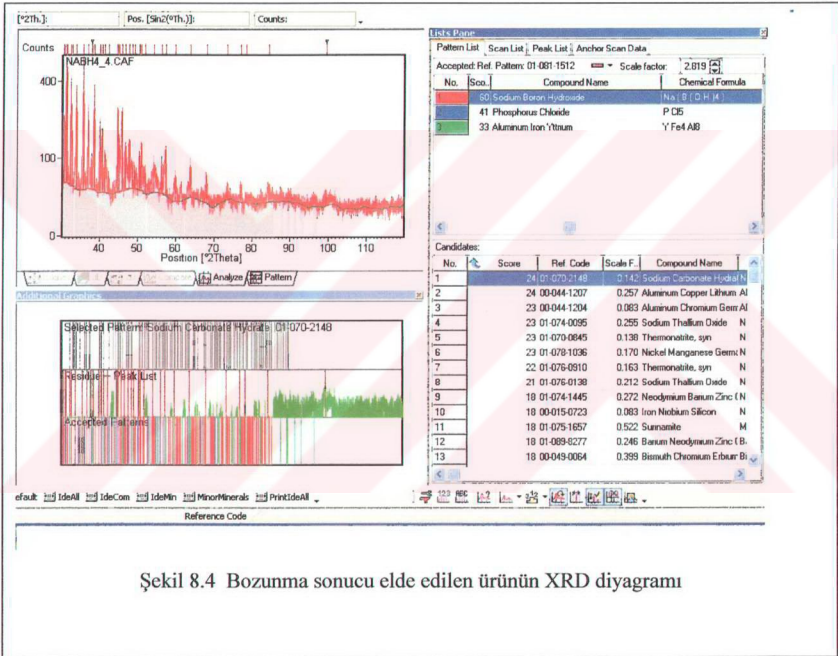 [°2Th.]: Pos. [Sin2(°Th.)]: Counts:
Lists Pane
Pattern List Scan List Peak List Anchor Scan Data
Accepted: Ref. Pattern: 01-081-1512 Scale factor: 2.819
No. Sco.. Compound Name Chemical Formula
60 Sodium Boron Hydroxide Na ( B ( O H )4 )
41 Phosphorus Chloride P Cl5
3 33 Aluminum Iron Yttrium Y Fe4 Al8
Counts
NABH4_4.CAF
400
100
0
40 50 60 70 80 90 100 110
Position [°2Theta]
Analyze Pattern
Additional Graphics
Selected Pattern: Sodium Carbonate Hydrate 01-070-2148
Residue + Peak List
Accepted Patterns
Candidates:
No. Score Ref. Code Scale F.. Compound Name
1 24 01-070-2148 0.142 Sodium Carbonate Hydrat N
2 24 00-044-1207 0.257 Aluminum Copper Lithium Al
3 23 00-044-1204 0.083 Aluminum Chromium Germ Al
4 23 01-074-0095 0.255 Sodium Thallium Oxide N
5 23 01-070-0845 0.138 Thermonatrite, syn N
6 23 01-078-1036 0.170 Nickel Manganese Germa N
7 22 01-076-0910 0.163 Thermonatrite, syn N
8 21 01-076-0138 0.212 Sodium Thallium Oxide N
9 18 01-074-1445 0.272 Neodymium Barium Zinc ( N
10 18 00-015-0723 0.083 Iron Niobium Silicon N
11 18 01-075-1657 0.522 Sunnamite M
12 18 01-089-8277 0.246 Barium Neodymium Zinc ( B
13 18 00-049-0064 0.399 Bismuth Chromium Erbium Bi
efault IdeAll IdeCom IdeMin MinorMinerals PrintIdeAll
Reference Code
Şekil 8.4 Bozunma sonucu elde edilen ürünün XRD diyagramı